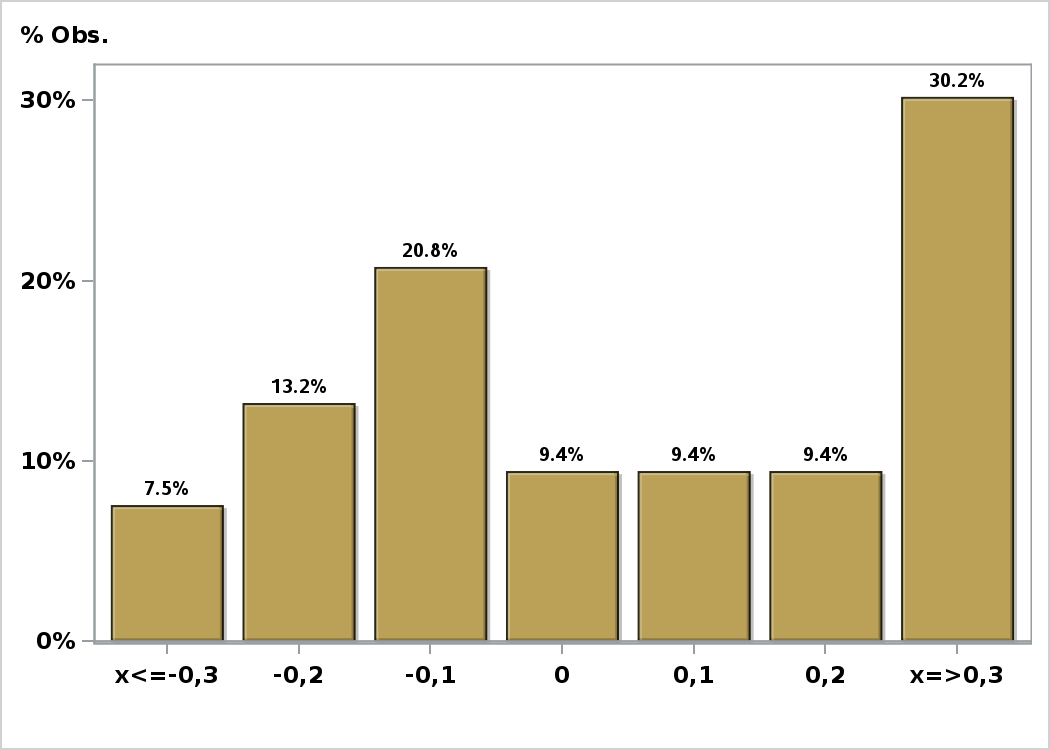 % Obs.
30.2%
30%
20.8%
20%
13.2%
10%
9.4% 9.4% 9.4%
7.5%
0%
x<=-0,3 -0,2 -0,1 0 0,1 0,2 x=>0,3